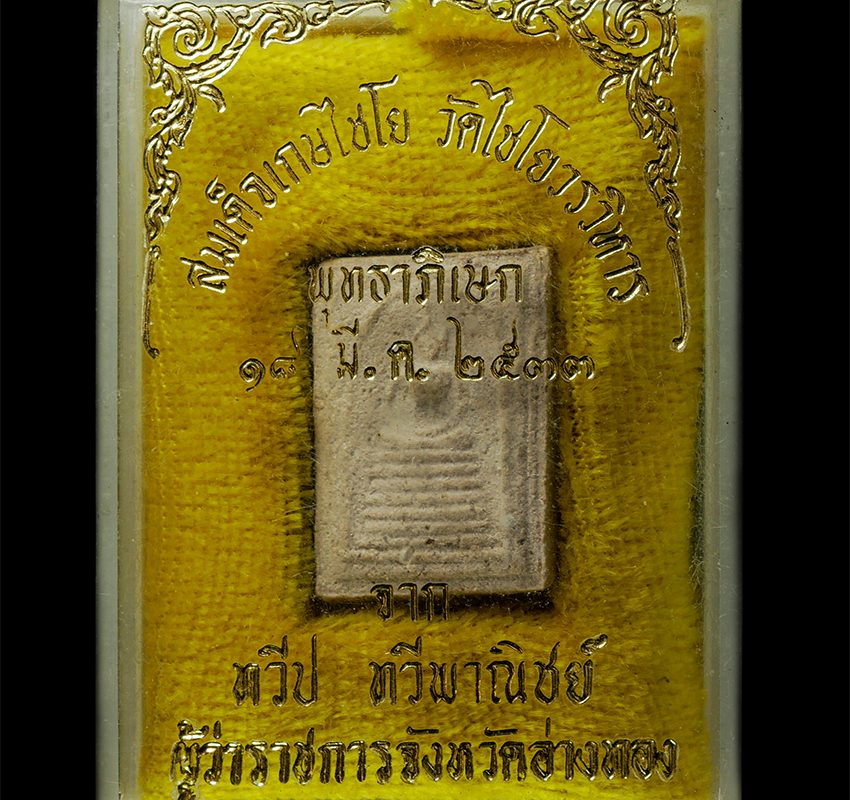 สมเด็จเกษไชโย วัดไชโยวรวิหาร
พุทธาภิเษก
๑๘ มี.ค. ๒๕๓๓
จาก
ทวีป ทวีพาณิชย์
ผู้ว่าราชการจังหวัดอ่างทอง